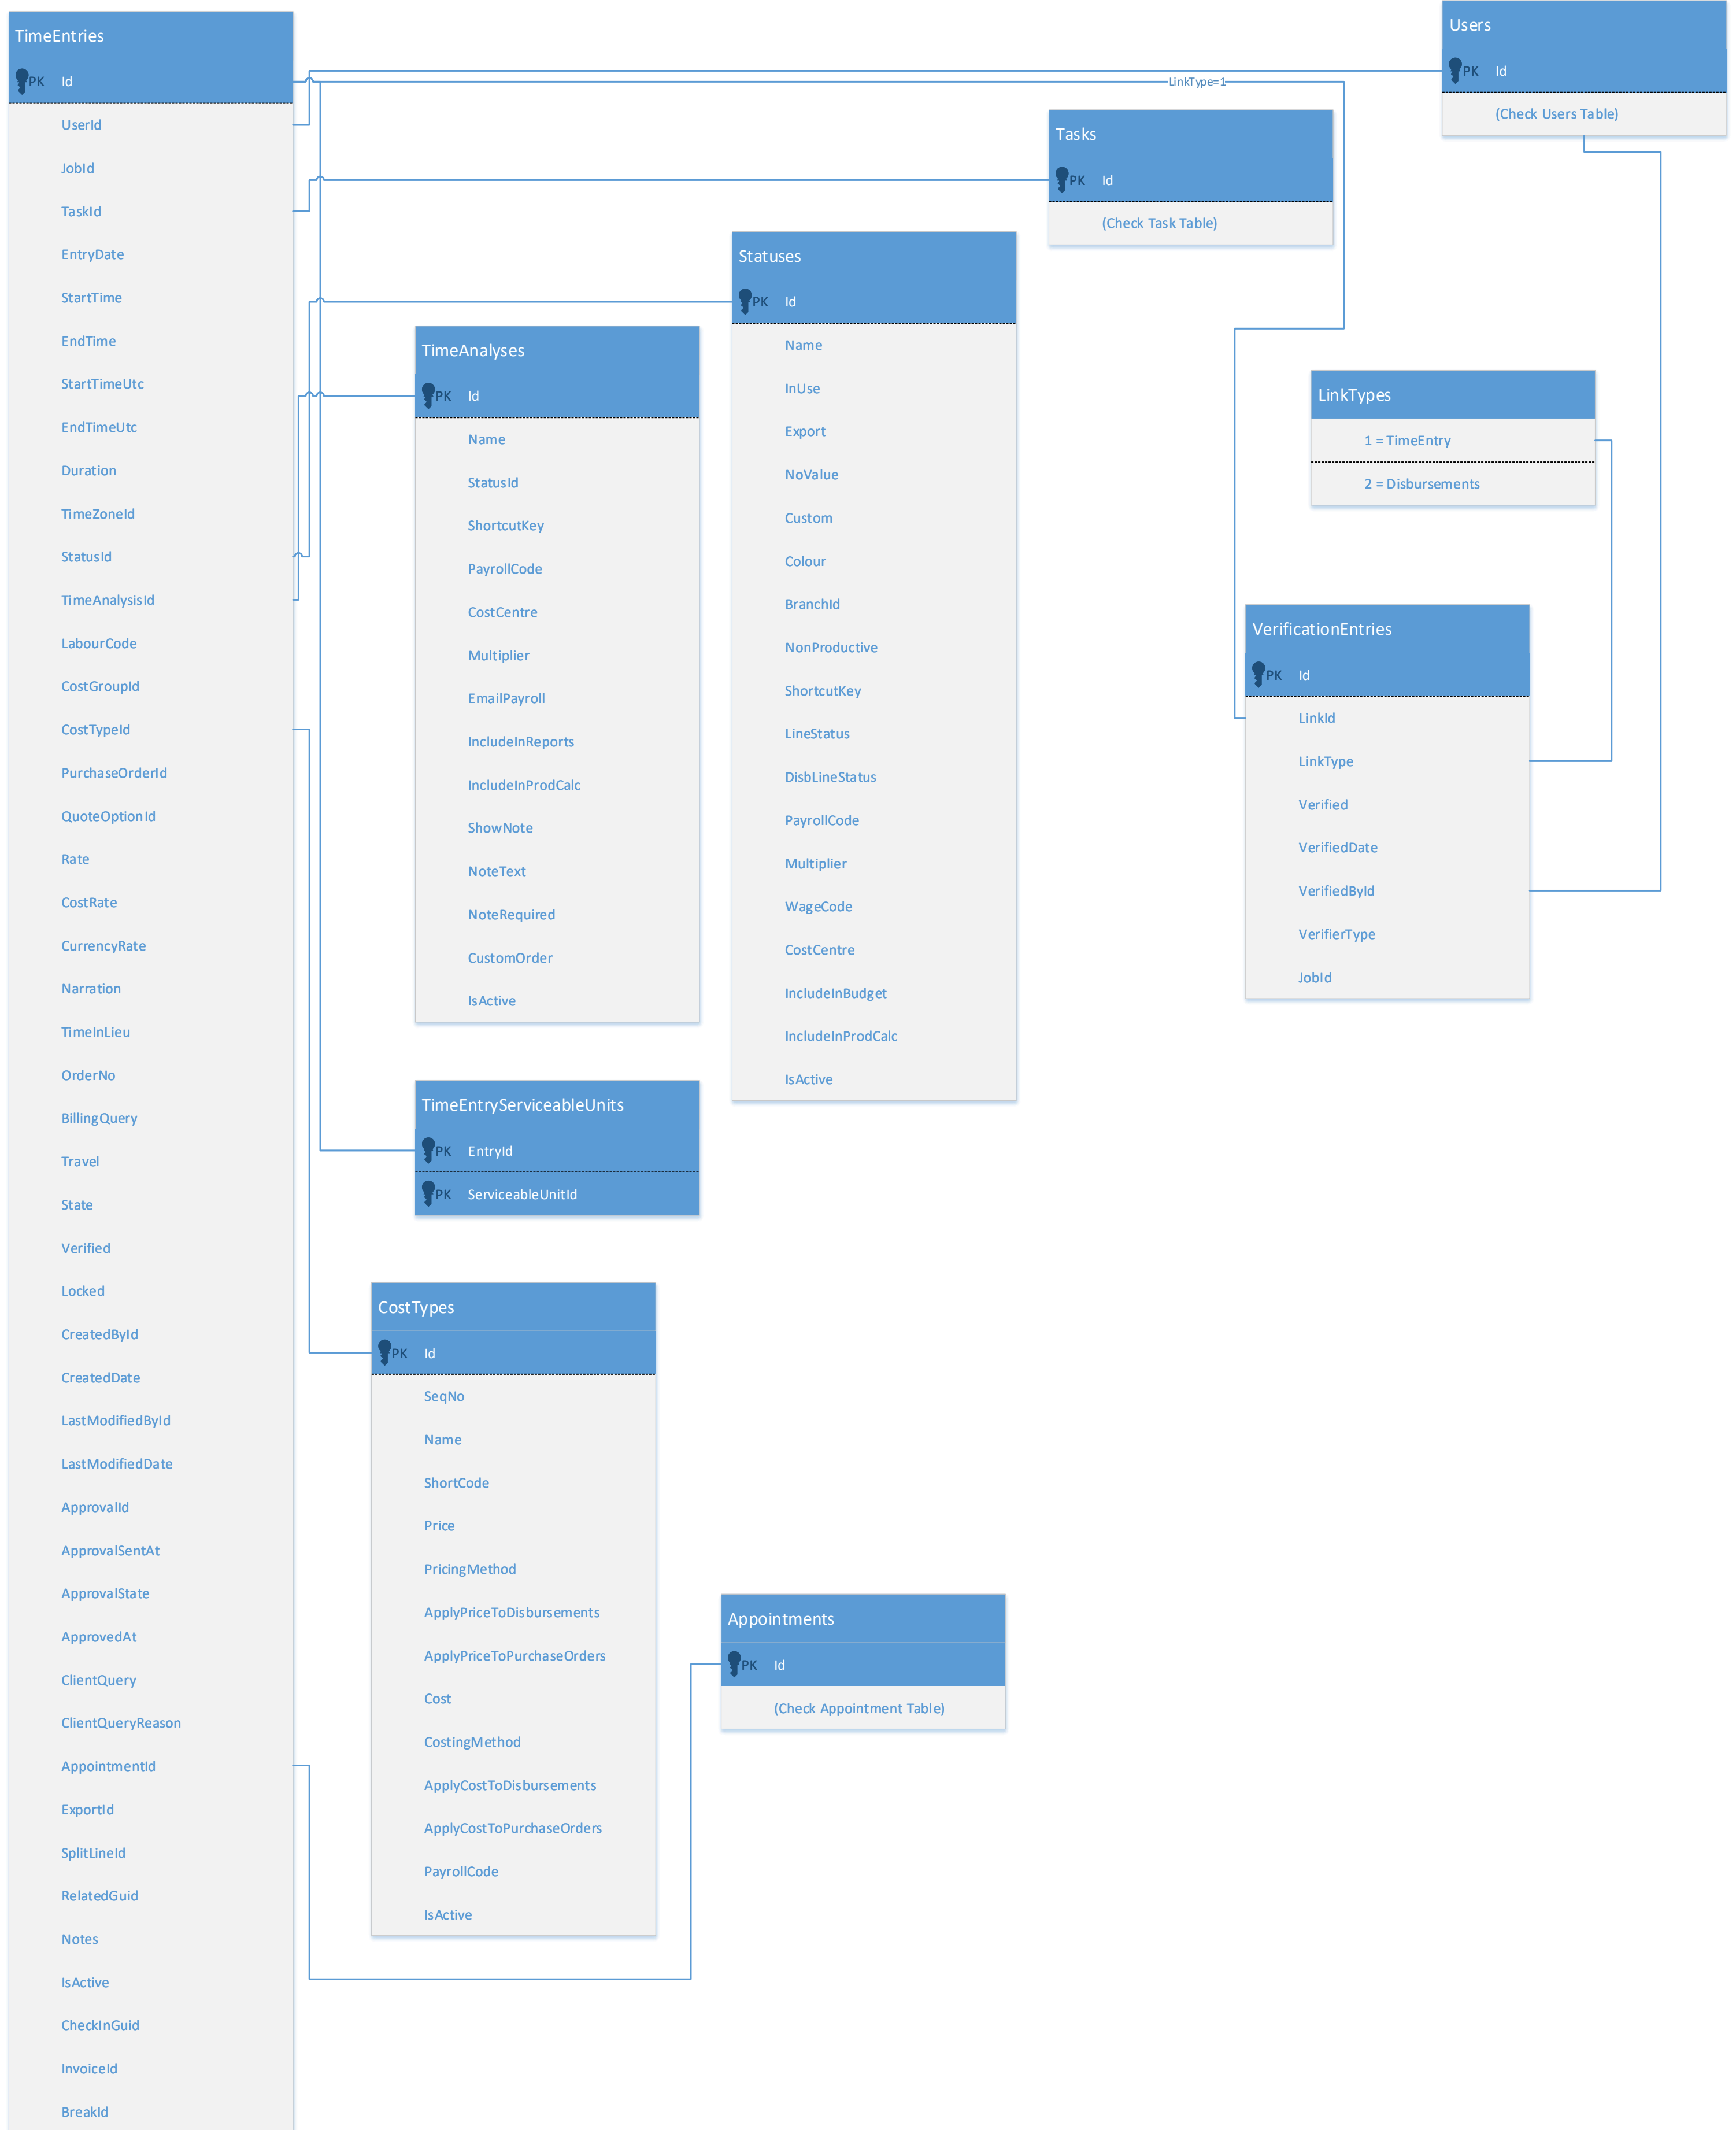 TimeEntries
PK Id
UserId
JobId
TaskId
EntryDate
StartTime
EndTime
StartTimeUtc
EndTimeUtc
Duration
TimeZoneId
StatusId
TimeAnalysisId
LabourCode
CostGroupId
CostTypeId
PurchaseOrderId
QuoteOptionId
Rate
CostRate
CurrencyRate
Narration
TimeInLieu
OrderNo
BillingQuery
Travel
State
Verified
Locked
CreatedById
CreatedDate
LastModifiedById
LastModifiedDate
ApprovalId
ApprovalSentAt
ApprovalState
ApprovedAt
ClientQuery
ClientQueryReason
AppointmentId
ExportId
SplitLineId
RelatedGuid
Notes
IsActive
CheckInGuid
InvoiceId
BreakId
LinkType=1
Users
PK Id
(Check Users Table)
Tasks
PK Id
(Check Task Table)
Statuses
PK Id
Name
InUse
Export
NoValue
Custom
Colour
BranchId
NonProductive
ShortcutKey
LineStatus
DisbLineStatus
PayrollCode
Multiplier
WageCode
CostCentre
IncludeInBudget
IncludeInProdCalc
IsActive
TimeAnalyses
PK Id
Name
StatusId
ShortcutKey
PayrollCode
CostCentre
Multiplier
EmailPayroll
IncludeInReports
IncludeInProdCalc
ShowNote
NoteText
NoteRequired
CustomOrder
IsActive
LinkTypes
1 = TimeEntry
2 = Disbursements
VerificationEntries
PK Id
LinkId
LinkType
Verified
VerifiedDate
VerifiedById
VerifierType
JobId
TimeEntryServiceableUnits
PK EntryId
PK ServiceableUnitId
CostTypes
PK Id
SeqNo
Name
ShortCode
Price
PricingMethod
ApplyPriceToDisbursements
ApplyPriceToPurchaseOrders
Cost
CostingMethod
ApplyCostToDisbursements
ApplyCostToPurchaseOrders
PayrollCode
IsActive
Appointments
PK Id
(Check Appointment Table)